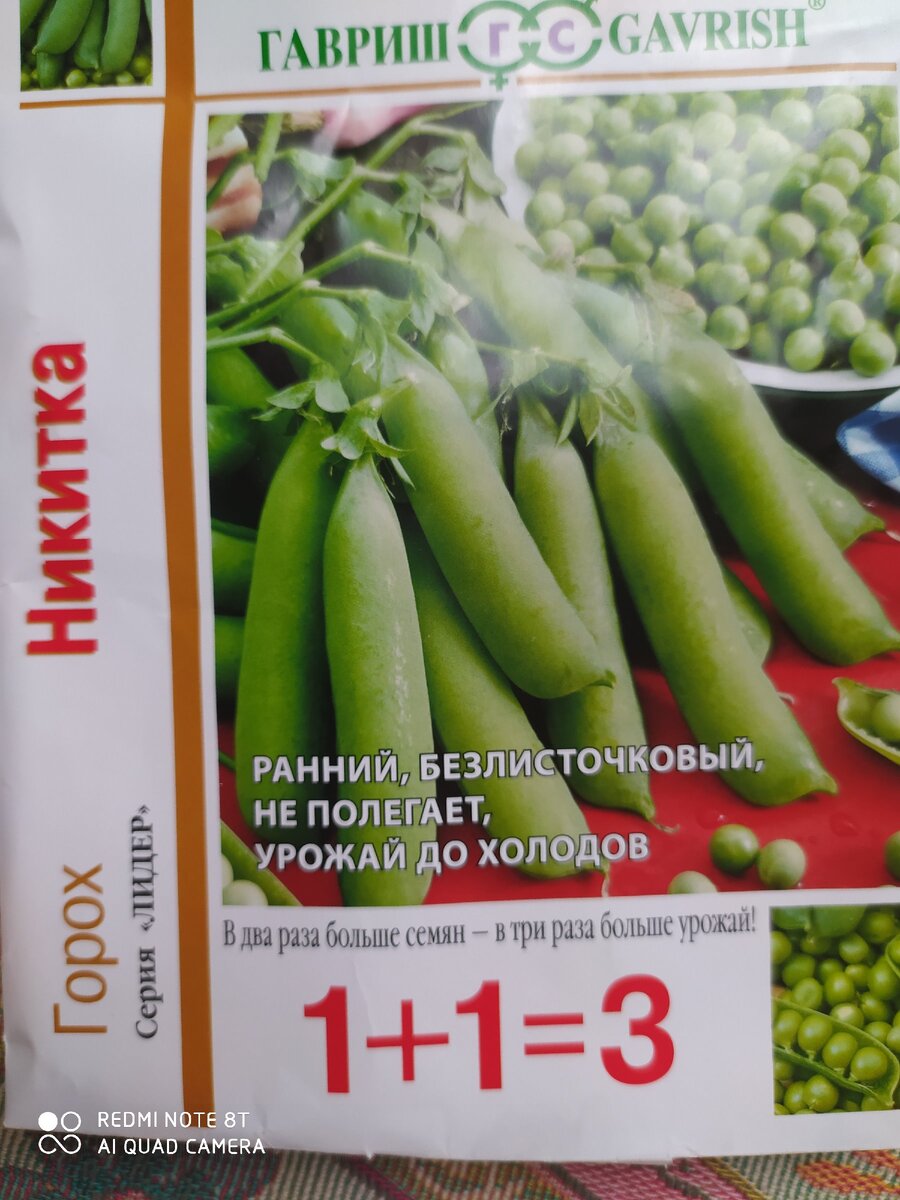 ГАВРИШ ГС GAVRISH®
Никитка
Горох
Серия «ЛИДЕР»
РАННИЙ, БЕЗЛИСТОЧКОВЫЙ,
НЕ ПОЛЕГАЕТ,
УРОЖАЙ ДО ХОЛОДОВ
В два раза больше семян – в три раза больше урожай!
1+1=3
REDMI NOTE 8T
AI QUAD CAMERA